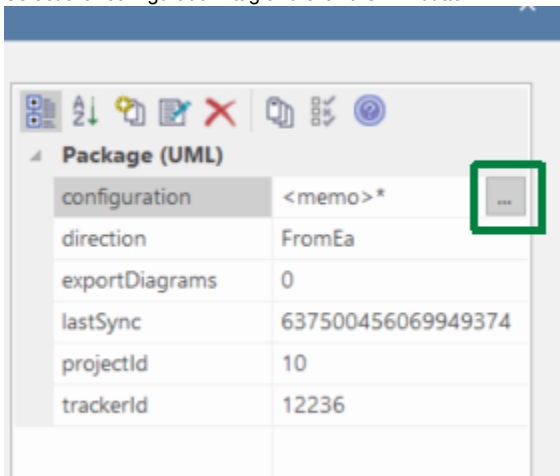 Package (UML)
configuration <memo>* ...
direction FromEa
exportDiagrams 0
lastSync 637500456069949374
projectId 10
trackerId 12236